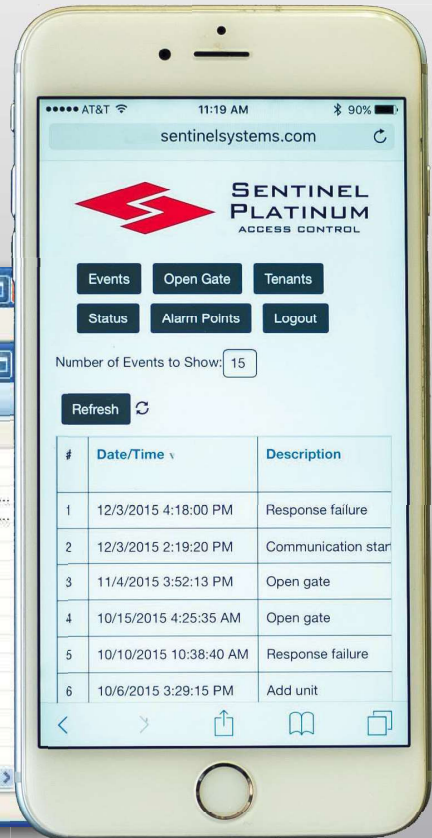 AT&T 11:19 AM 90%
sentinelsystems.com
SENTINEL
PLATINUM
ACCESS CONTROL
Events Open Gate Tenants
Status Alarm Points Logout
Number of Events to Show: 15
Refresh
# Date/Time Description
1 12/3/2015 4:18:00 PM Response failure
2 12/3/2015 2:19:20 PM Communication star
3 11/4/2015 3:52:13 PM Open gate
4 10/15/2015 4:25:35 AM Open gate
5 10/10/2015 10:38:40 AM Response failure
6 10/6/2015 3:29:15 PM Add unit